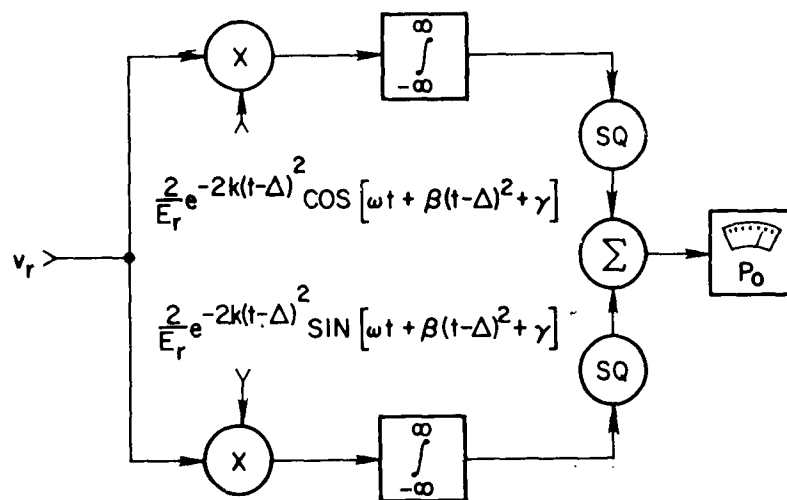 X
∞
∫
-∞
SQ
2/E_r e^{-2k(t-Δ)^2} COS [ωt + β(t-Δ)^2 + γ]
v_r
Σ
P_o
2/E_r e^{-2k(t-Δ)^2} SIN [ωt + β(t-Δ)^2 + γ]
SQ
X
∞
∫
-∞